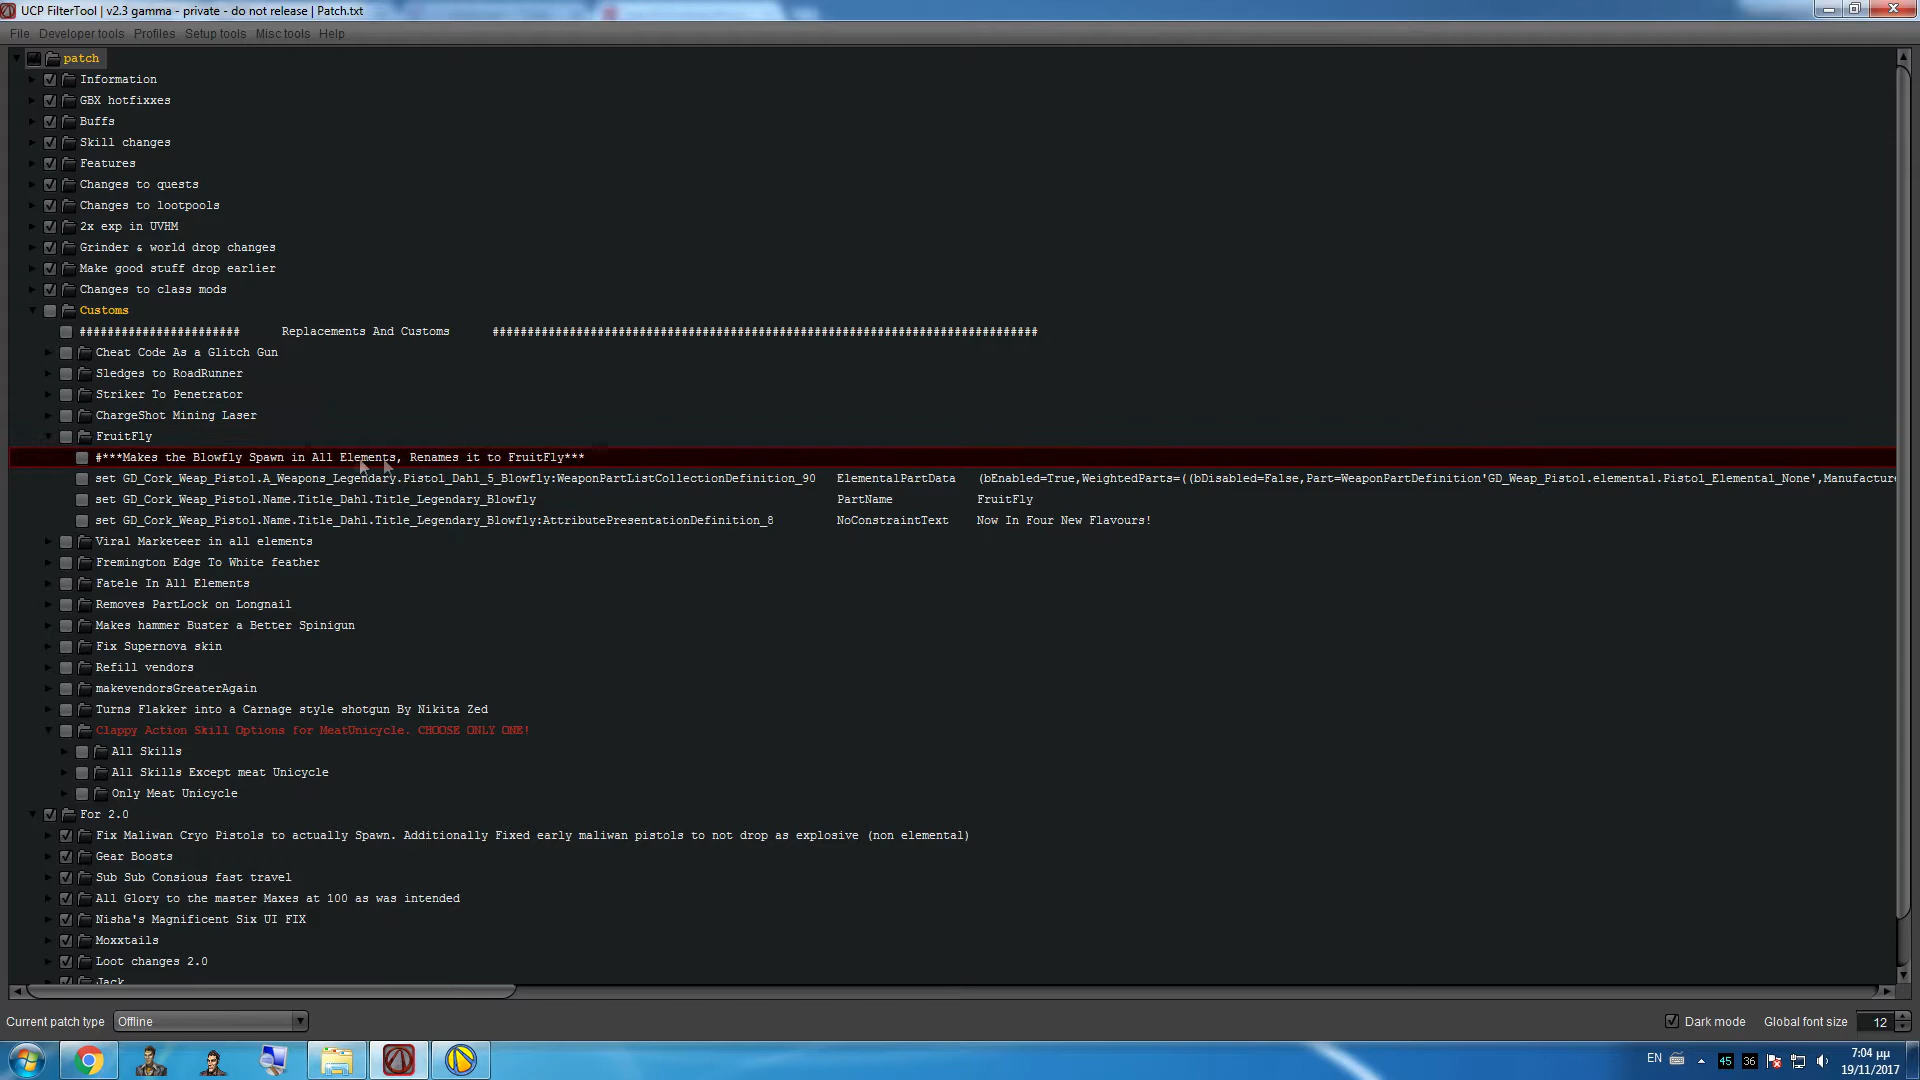 UCP FilterTool | v2.3 gamma - private - do not release | Patch.txt
File Developer tools Profiles Setup tools Misc tools Help
patch
Information
GBX hotfixxes
Buffs
Skill changes
Features
Changes to quests
Changes to lootpools
2x exp in UVHM
Grinder & world drop changes
Make good stuff drop earlier
Changes to class mods
Customs
####################### Replacements And Customs ##############################################################################
Cheat Code As a Glitch Gun
Sledges to RoadRunner
Striker To Penetrator
ChargeShot Mining Laser
FruitFly
#***Makes the Blowfly Spawn in All Elements, Renames it to FruitFly***
set GD_Cork_Weap_Pistol.A_Weapons_Legendary.Pistol_Dahl_5_Blowfly:WeaponPartListCollectionDefinition_90 ElementalPartData (bEnabled=True,WeightedParts=((bDisabled=False,Part=WeaponPartDefinition'GD_Weap_Pistol.elemental.Pistol_Elemental_None',Manufacture
set GD_Cork_Weap_Pistol.Name.Title_Dahl.Title_Legendary_Blowfly PartName FruitFly
set GD_Cork_Weap_Pistol.Name.Title_Dahl.Title_Legendary_Blowfly:AttributePresentationDefinition_8 NoConstraintText Now In Four New Flavours!
Viral Marketeer in all elements
Fremington Edge To White feather
Fatele In All Elements
Removes PartLock on Longnail
Makes hammer Buster a Better Spinigun
Fix Supernova skin
Refill vendors
makevendorsGreaterAgain
Turns Flakker into a Carnage style shotgun By Nikita Zed
Clappy Action Skill Options for MeatUnicycle. CHOOSE ONLY ONE!
All Skills
All Skills Except meat Unicycle
Only Meat Unicycle
For 2.0
Fix Maliwan Cryo Pistols to actually Spawn. Additionally Fixed early maliwan pistols to not drop as explosive (non elemental)
Gear Boosts
Sub Sub Consious fast travel
All Glory to the master Maxes at 100 as was intended
Nisha's Magnificent Six UI FIX
Moxxtails
Loot changes 2.0
Jack
Current patch type Offline Dark mode Global font size 12
EN 45 36 7:04 μμ
19/11/2017